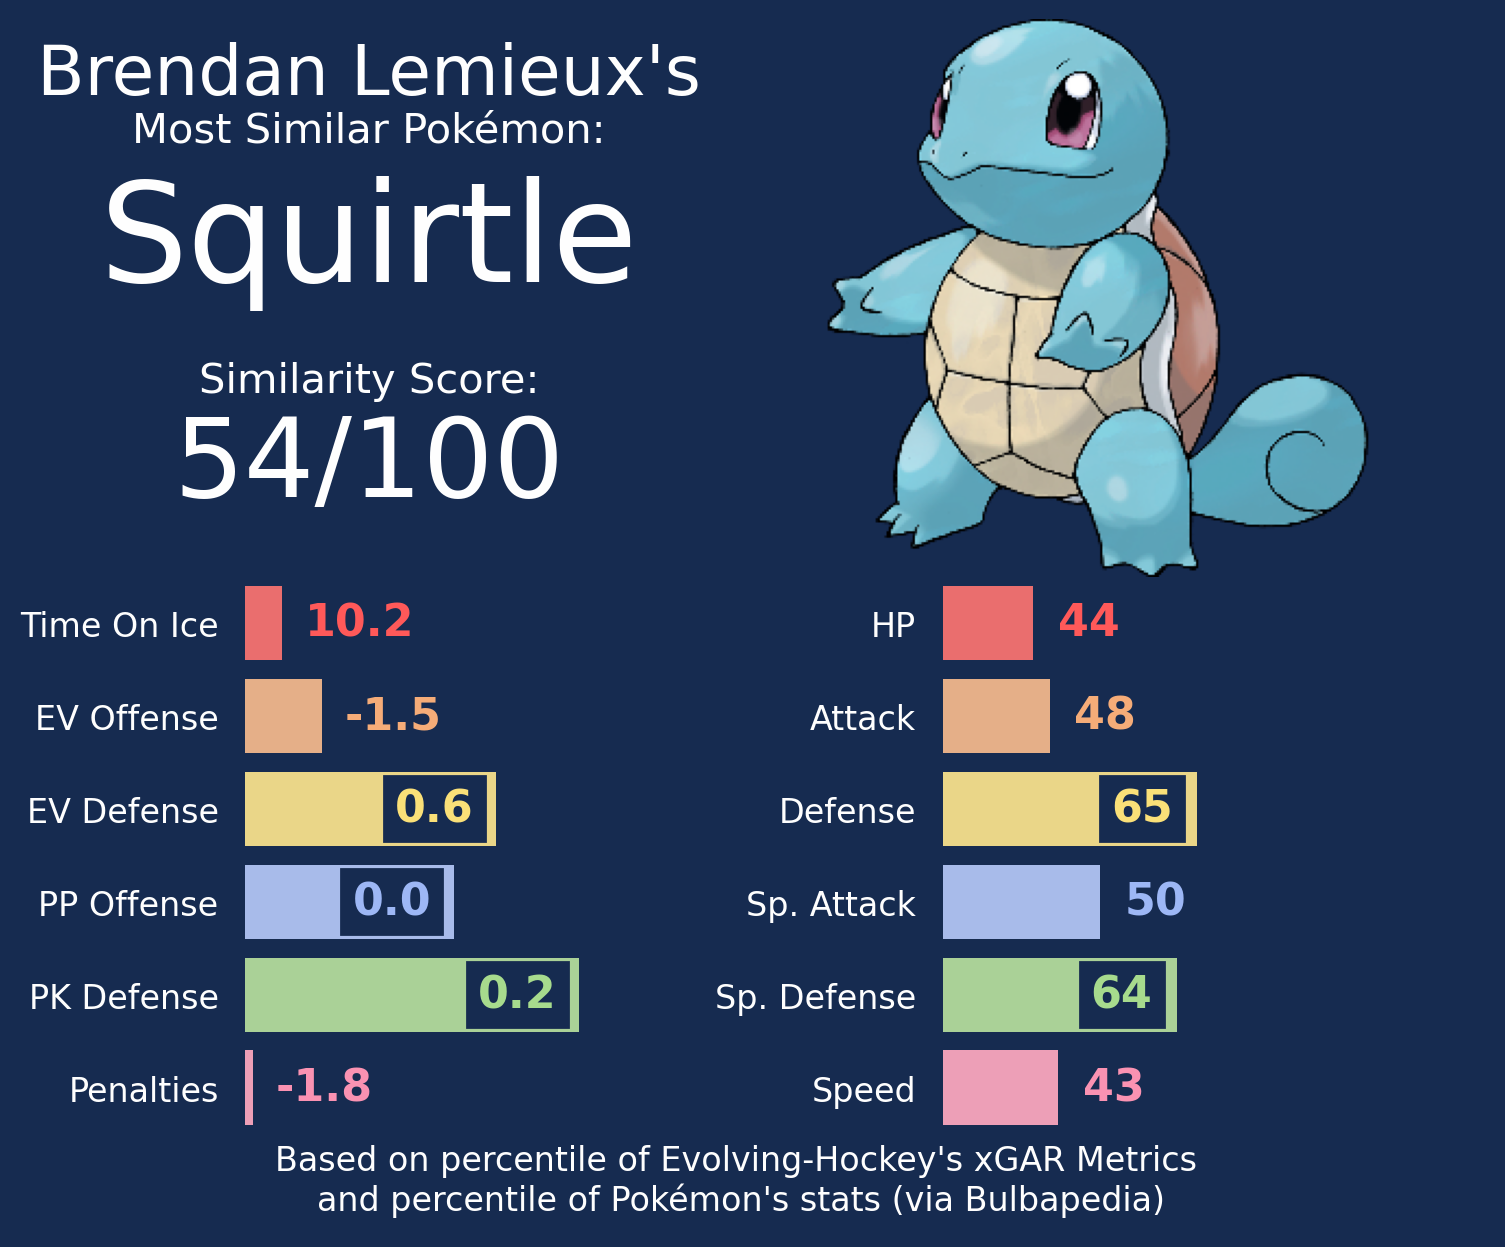 Brendan Lemieux's
Most Similar Pokémon:
Squirtle
Similarity Score:
54/100
Time On Ice 10.2
EV Offense -1.5
EV Defense 0.6
PP Offense 0.0
PK Defense 0.2
Penalties -1.8
HP 44
Attack 48
Defense 65
Sp. Attack 50
Sp. Defense 64
Speed 43
Based on percentile of Evolving-Hockey's xGAR Metrics
and percentile of Pokémon's stats (via Bulbapedia)